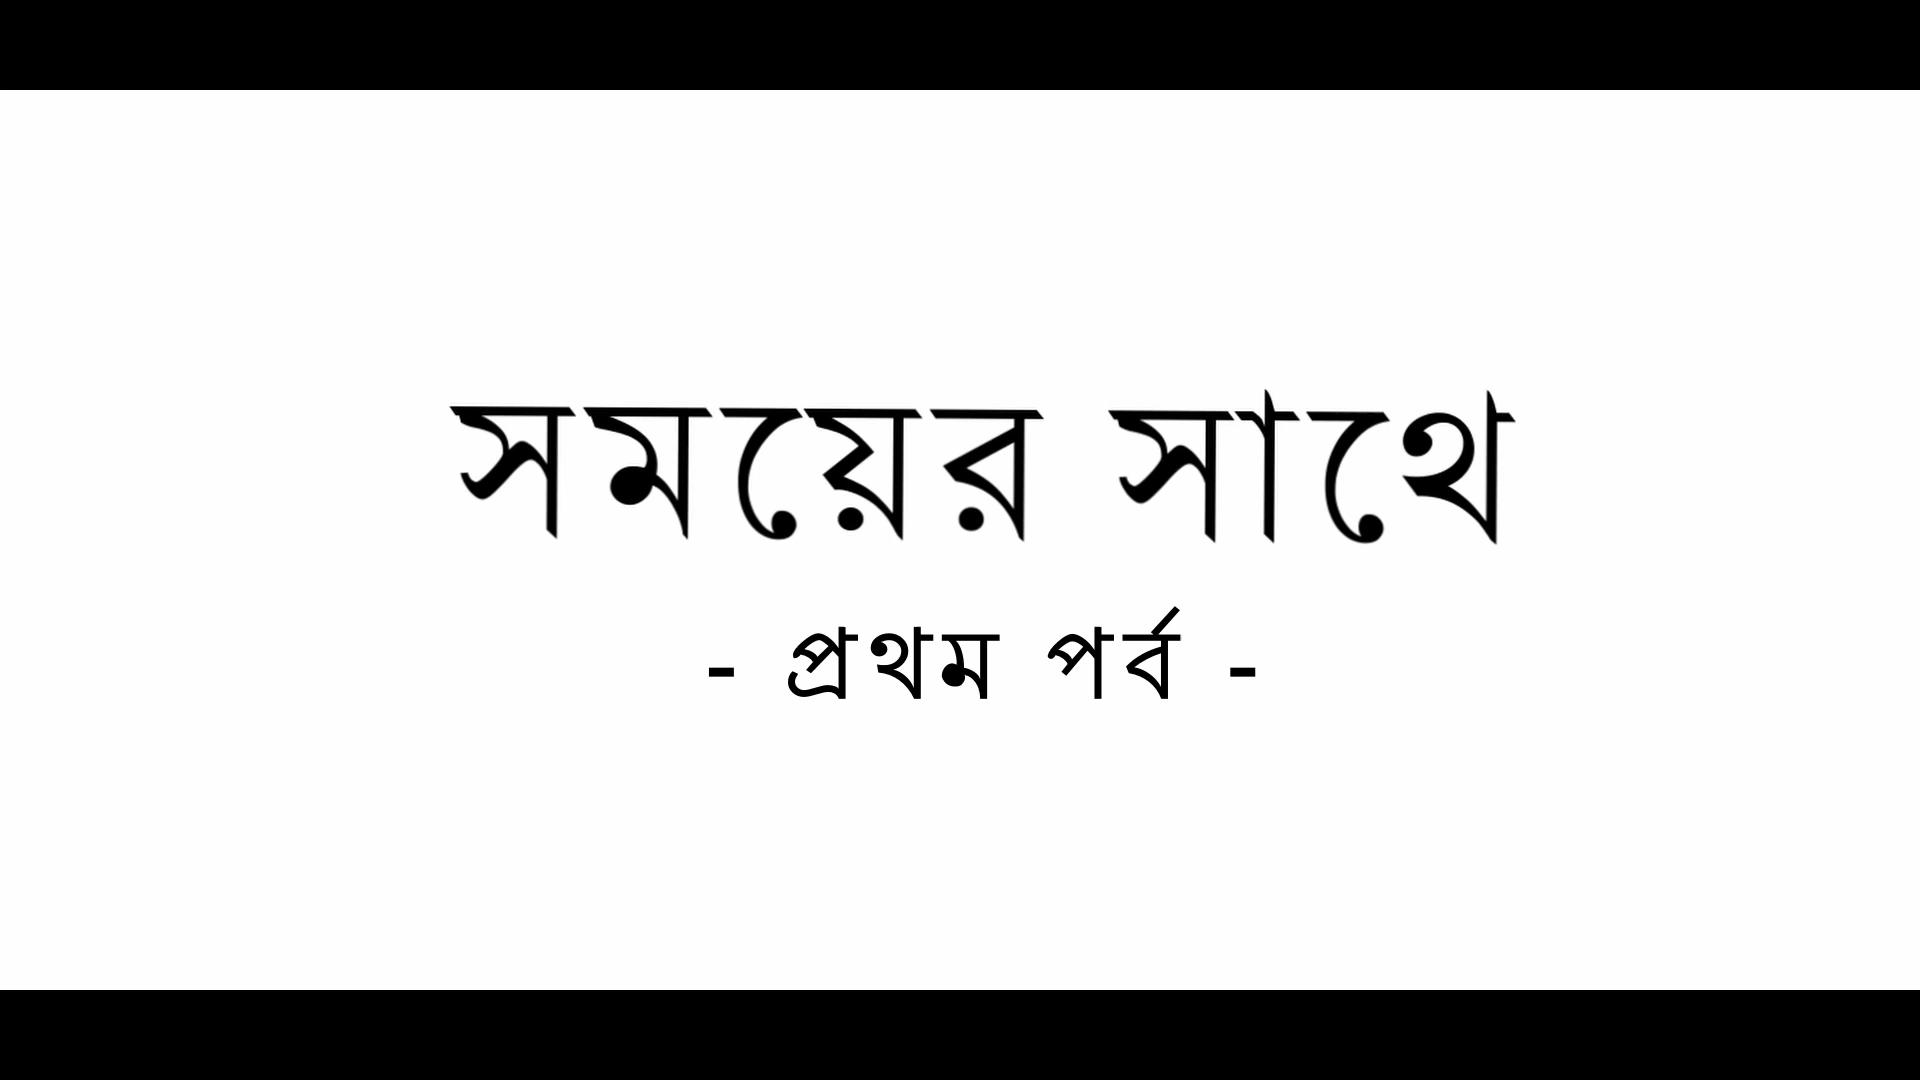 সময়ের সাথে
- প্রথম পর্ব -